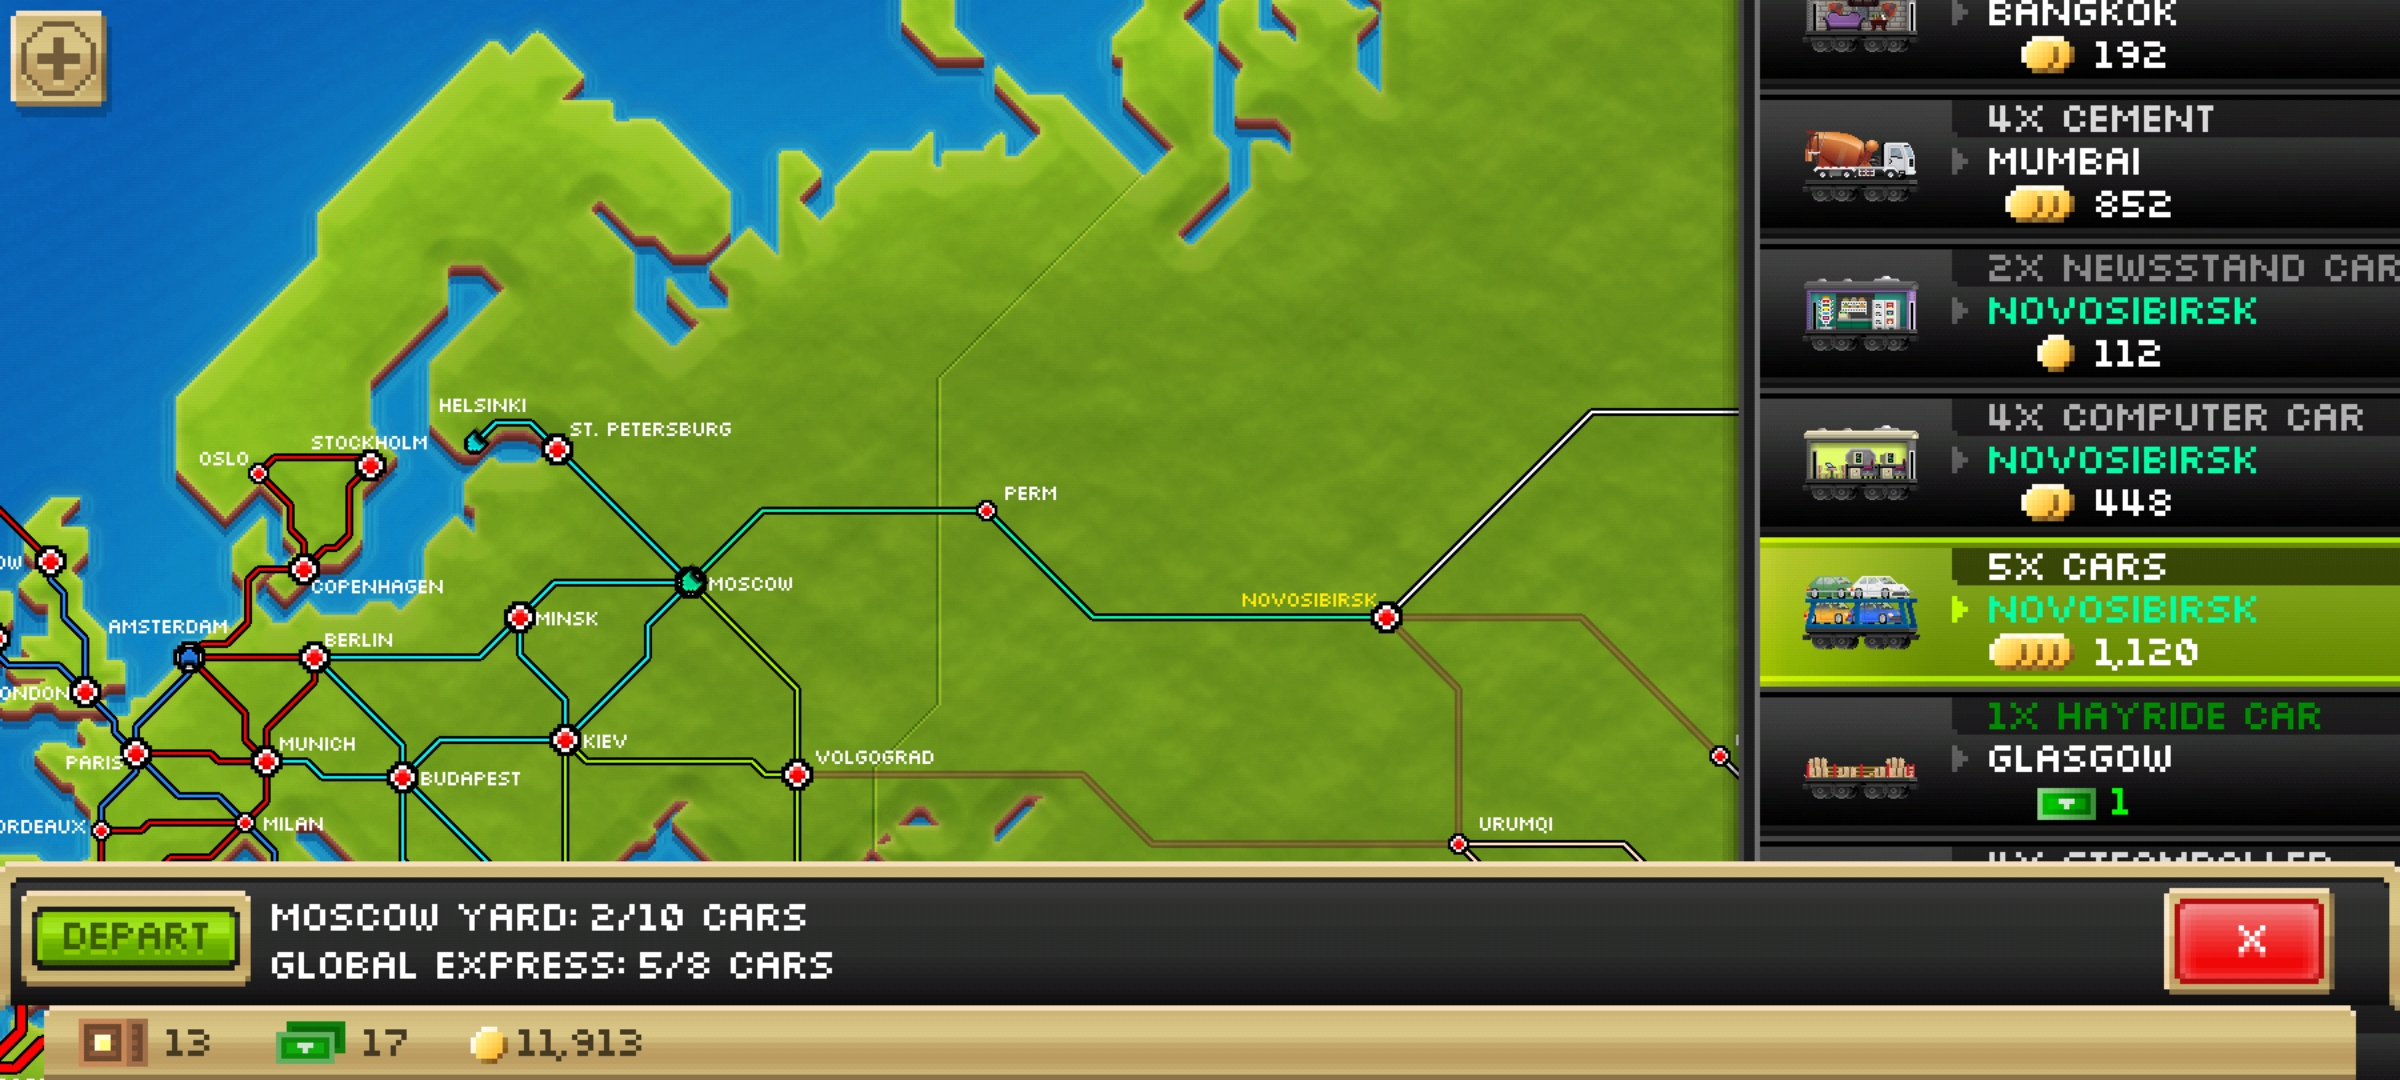 HELSINKI
ST. PETERSBURG
STOCKHOLM
OSLO
PERM
COPENHAGEN
MOSCOW
NOVOSIBIRSK
MINSK
AMSTERDAM
BERLIN
MUNICH
KIEV
PARIS
BUDAPEST
VOLGOGRAD
MILAN
URUMQI
BANGKOK
192
4X CEMENT
MUMBAI
852
2X NEWSSTAND CAR
NOVOSIBIRSK
112
4X COMPUTER CAR
NOVOSIBIRSK
448
5X CARS
NOVOSIBIRSK
1,120
1X HAYRIDE CAR
GLASGOW
1
DEPART
MOSCOW YARD: 2/10 CARS
GLOBAL EXPRESS: 5/8 CARS
X
13
17
11,913